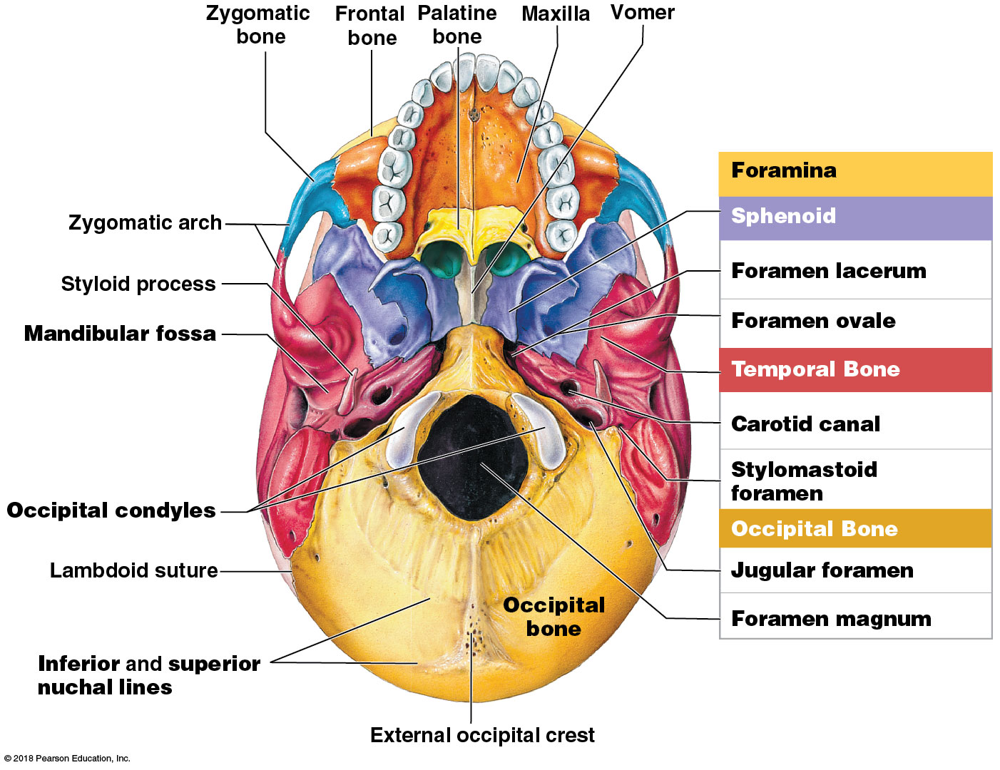 Zygomatic
bone
Frontal
bone
Palatine
bone
Maxilla
Vomer
Zygomatic arch
Styloid process
Mandibular fossa
Occipital condyles
Lambdoid suture
Inferior and superior
nuchal lines
External occipital crest
Occipital
bone
Foramina
Sphenoid
Foramen lacerum
Foramen ovale
Temporal Bone
Carotid canal
Stylomastoid
foramen
Occipital Bone
Jugular foramen
Foramen magnum
© 2018 Pearson Education, Inc.